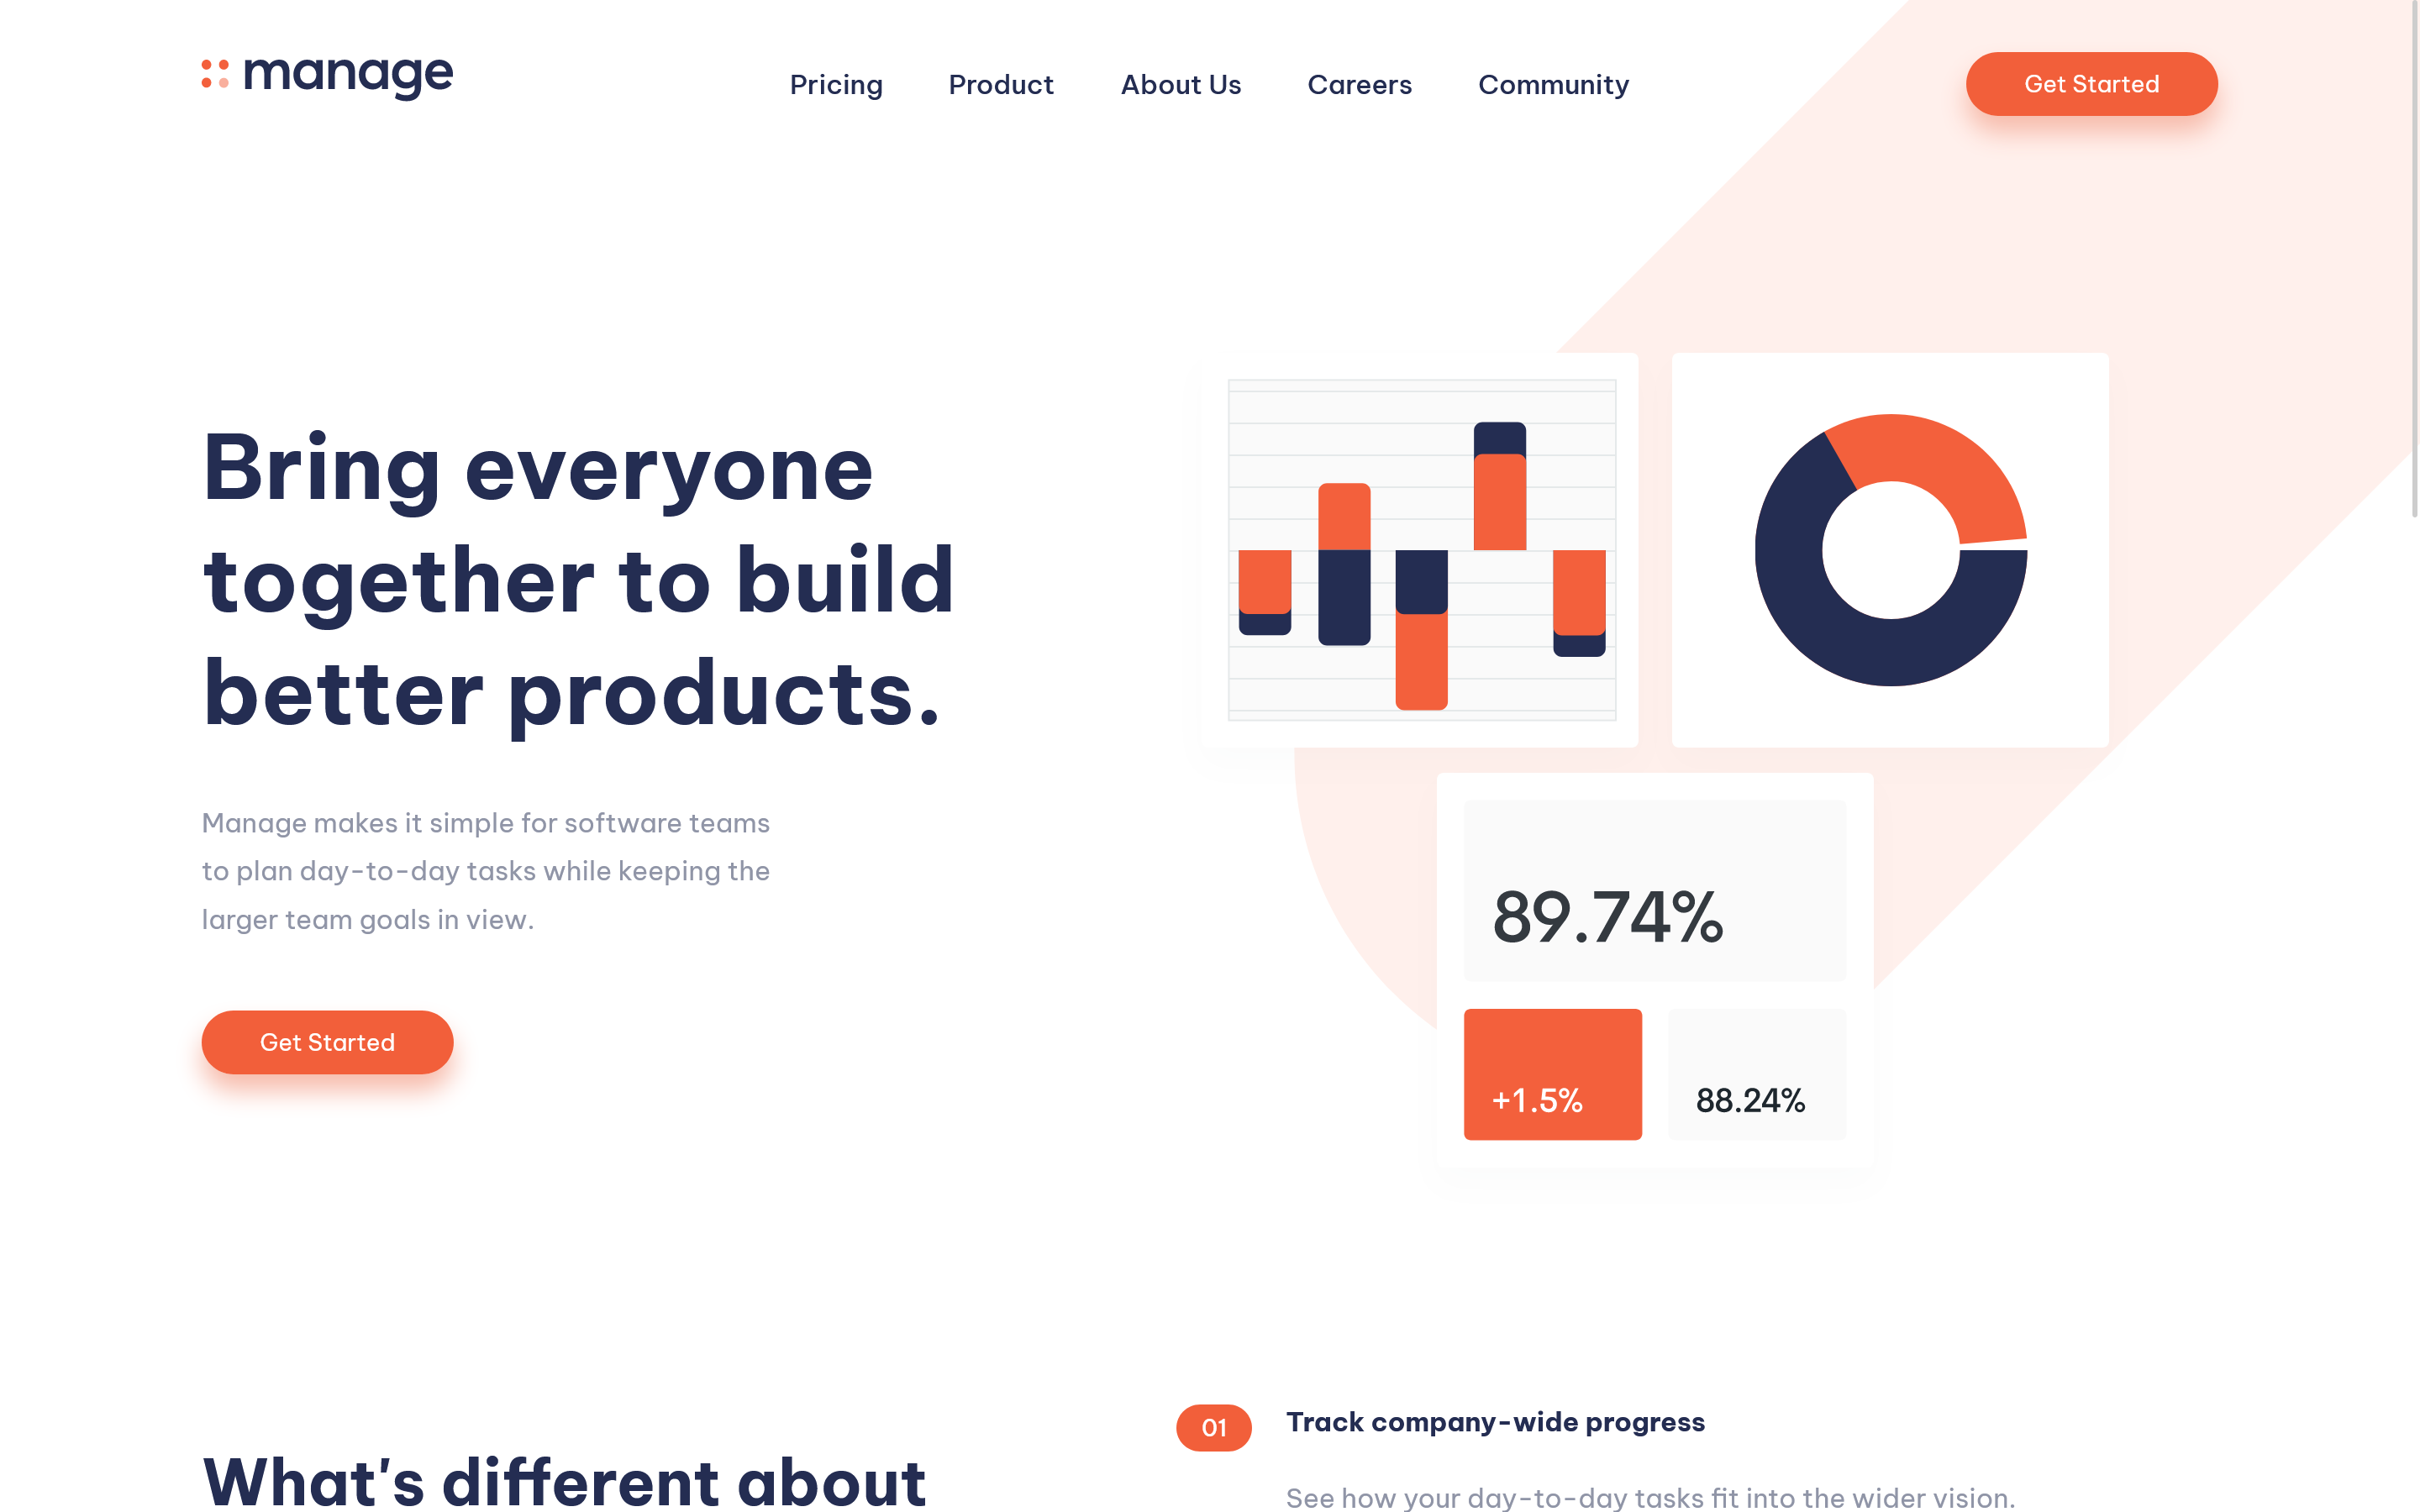 manage
Pricing
Product
About Us
Careers
Community
Get Started
Bring everyone
together to build
better products.
Manage makes it simple for software teams
to plan day-to-day tasks while keeping the
larger team goals in view.
Get Started
89.74%
+1.5%
88.24%
What's different about
01
Track company-wide progress
See how your day-to-day tasks fit into the wider vision.